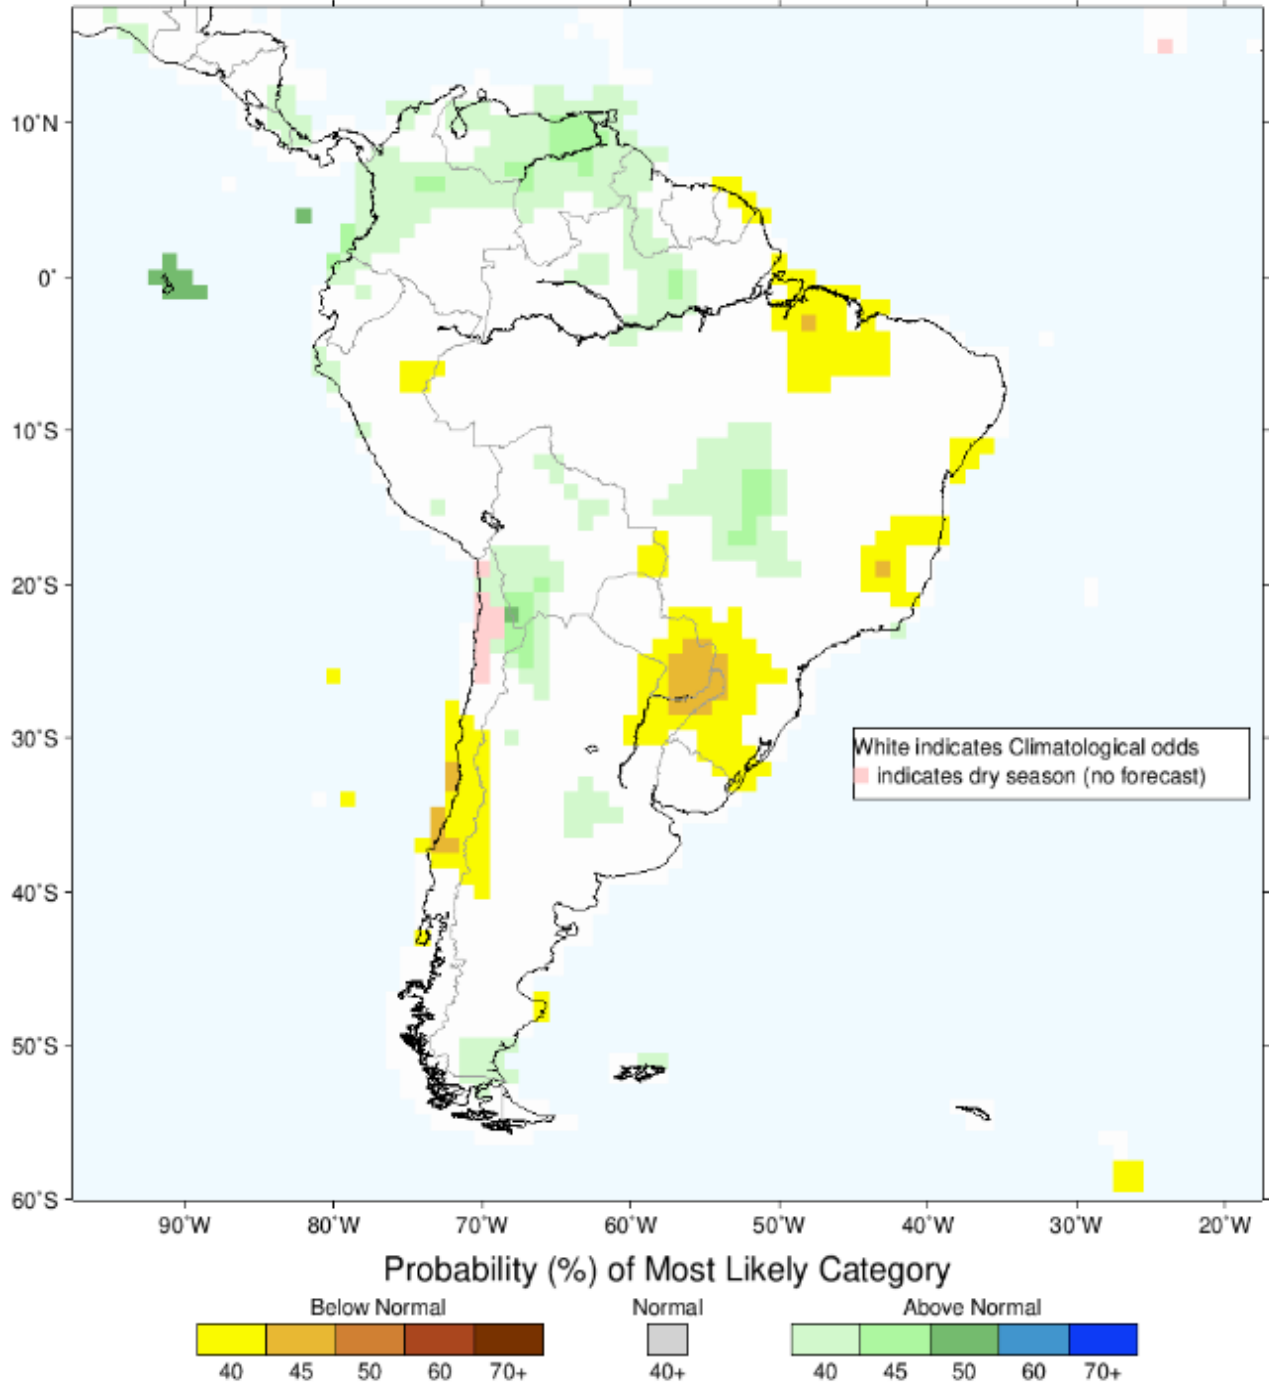 10˚N
0˚
10˚S
20˚S
30˚S
40˚S
50˚S
60˚S
White indicates Climatological odds
indicates dry season (no forecast)
90˚W 80˚W 70˚W 60˚W 50˚W 40˚W 30˚W 20˚W
Probability (%) of Most Likely Category
Below Normal Normal Above Normal
40 45 50 60 70+ 40+ 40 45 50 60 70+